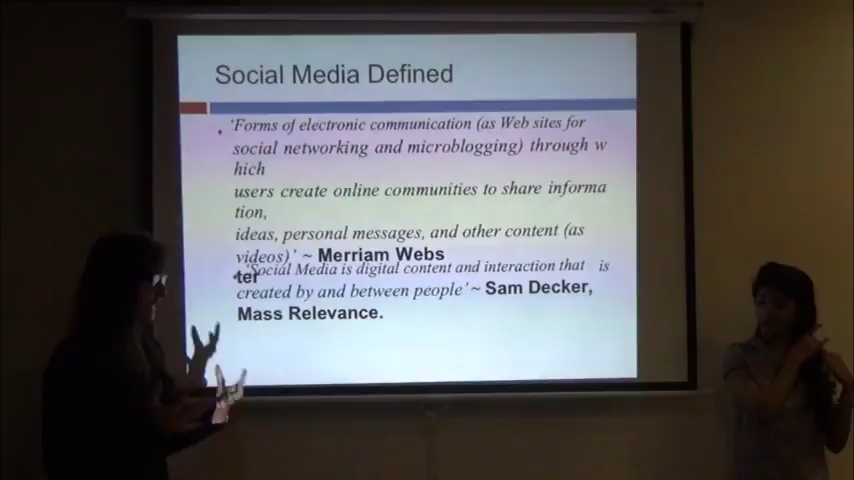 Social Media Defined
• ‘Forms of electronic communication (as Web sites for
social networking and microblogging) through w
hich
users create online communities to share informa
tion,
ideas, personal messages, and other content (as
videos)’ ~ Merriam Webs
ter
•‘Social Media is digital content and interaction that is
created by and between people’~ Sam Decker,
Mass Relevance.